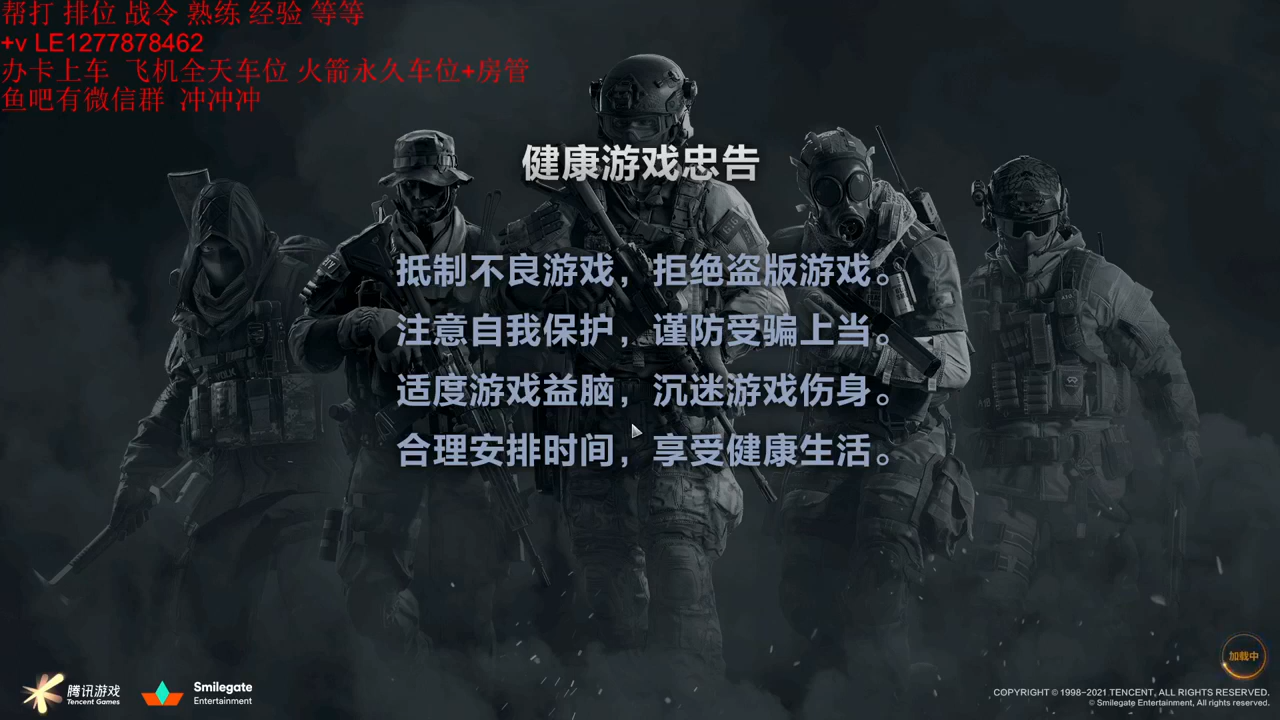 帮打 排位 战令 熟练 经验 等等
+v LE1277878462
办卡上车 飞机全天车位 火箭永久车位+房管
鱼吧有微信群 冲冲冲
健康游戏忠告
抵制不良游戏，拒绝盗版游戏。
注意自我保护，谨防受骗上当。
适度游戏益脑，沉迷游戏伤身。
合理安排时间，享受健康生活。
加载中
腾讯游戏
Tencent Games
Smilegate
Entertainment
COPYRIGHT © 1998-2021 TENCENT, ALL RIGHTS RESERVED.
© Smilegate Entertainment, All rights reserved.